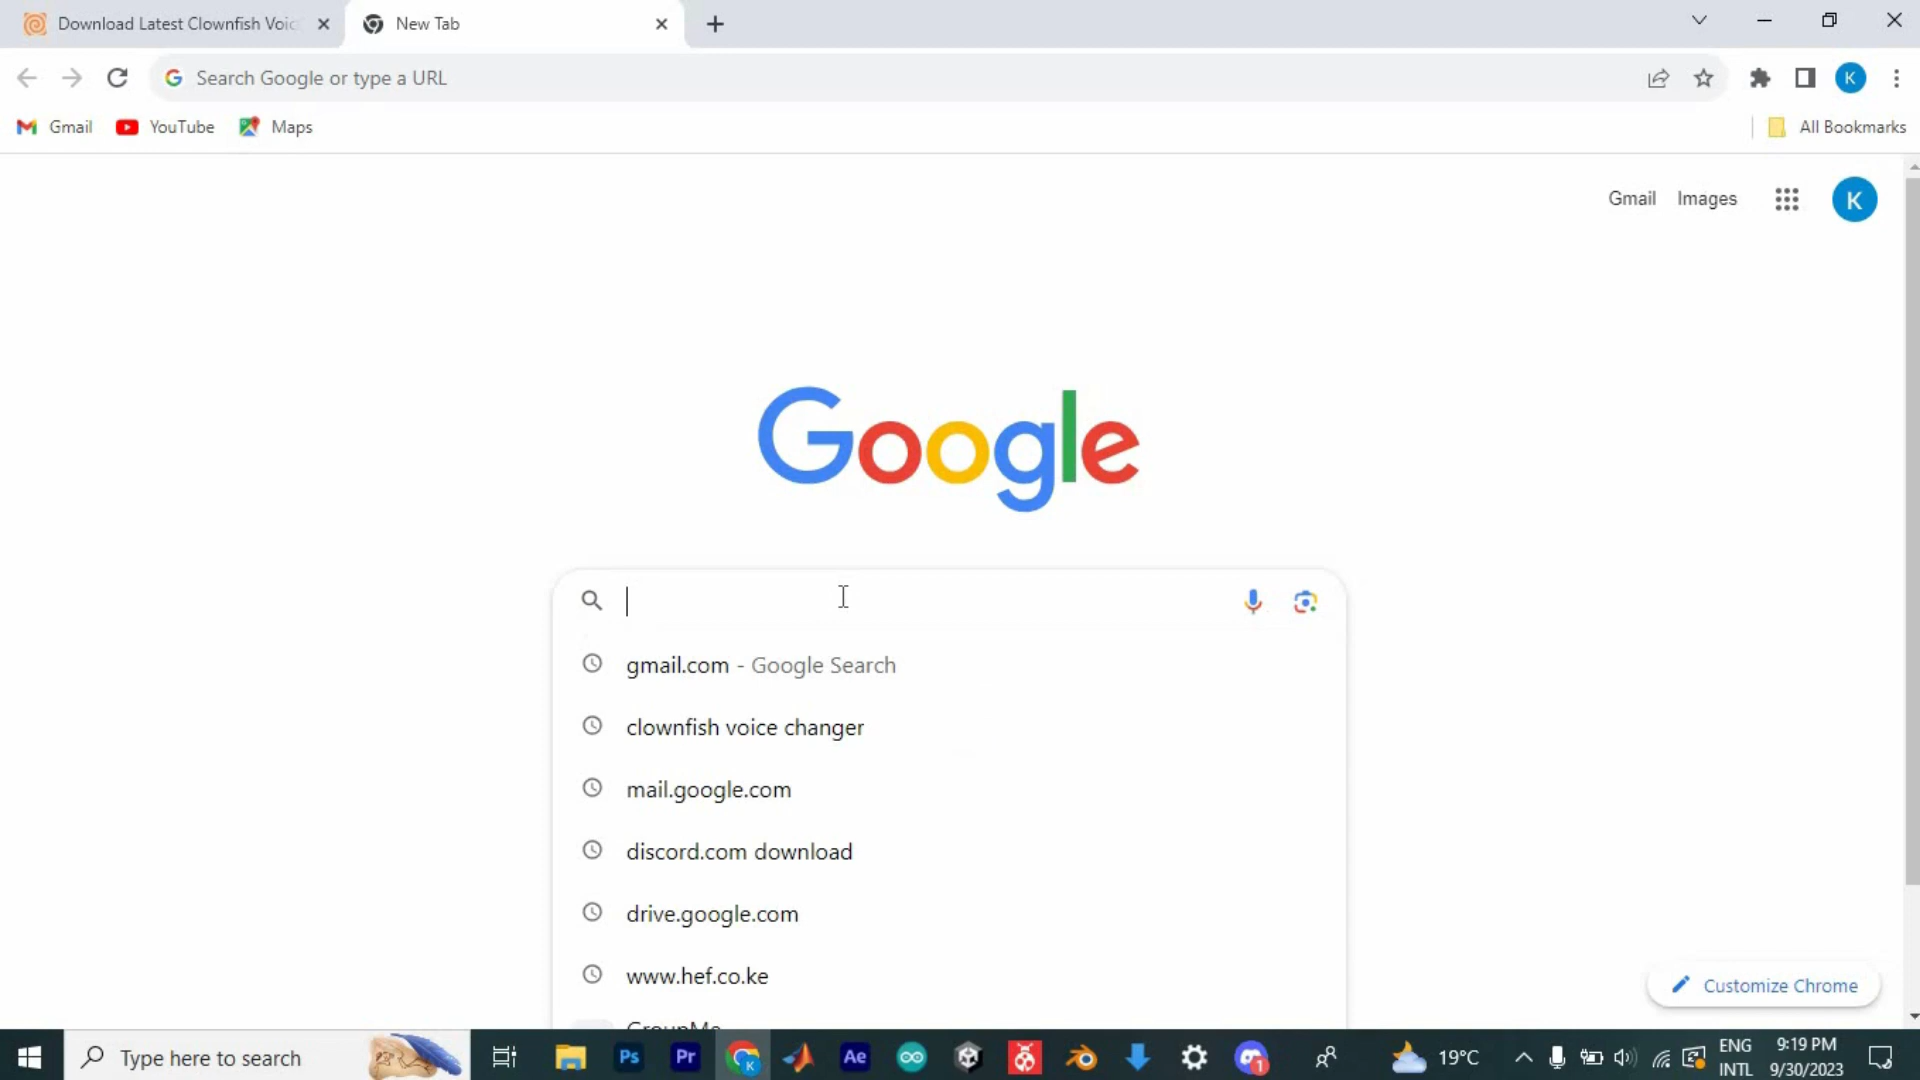 Download Latest Clownfish Voic
New Tab
Search Google or type a URL
K
Gmail
YouTube
Maps
All Bookmarks
Gmail
Images
K
Google
gmail.com - Google Search
clownfish voice changer
mail.google.com
discord.com download
drive.google.com
www.hef.co.ke
GroupMe
Customize Chrome
Type here to search
Ps
Pr
K
Ae
1
19°C
ENG
INTL
9:19 PM
9/30/2023